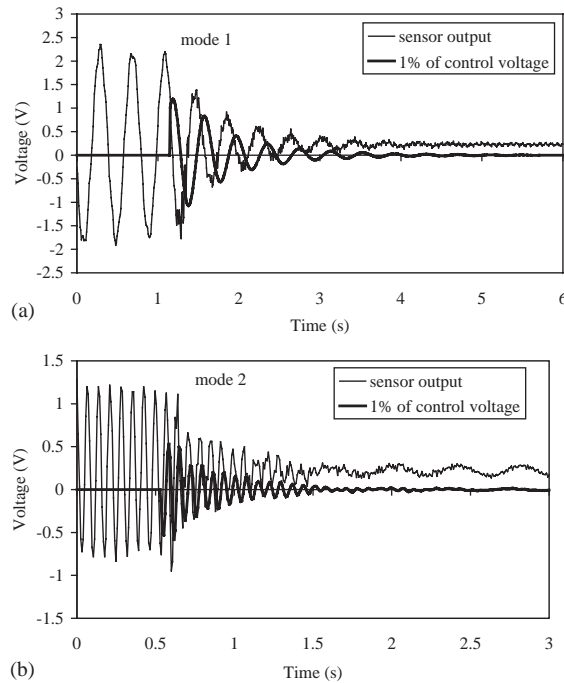 3
2.5
2
1.5
1
0.5
0
-0.5
-1
-1.5
-2
2.5
Voltage (V)
mode 1
sensor output
1% of control voltage
0 1 2 3 4 5 6
Time (s)
(a)
1.5
1
0.5
0
-0.5
-1
-1.5
Voltage (V)
mode 2
sensor output
1% of control voltage
0 0.5 1 1.5 2 2.5 3
Time (s)
(b)